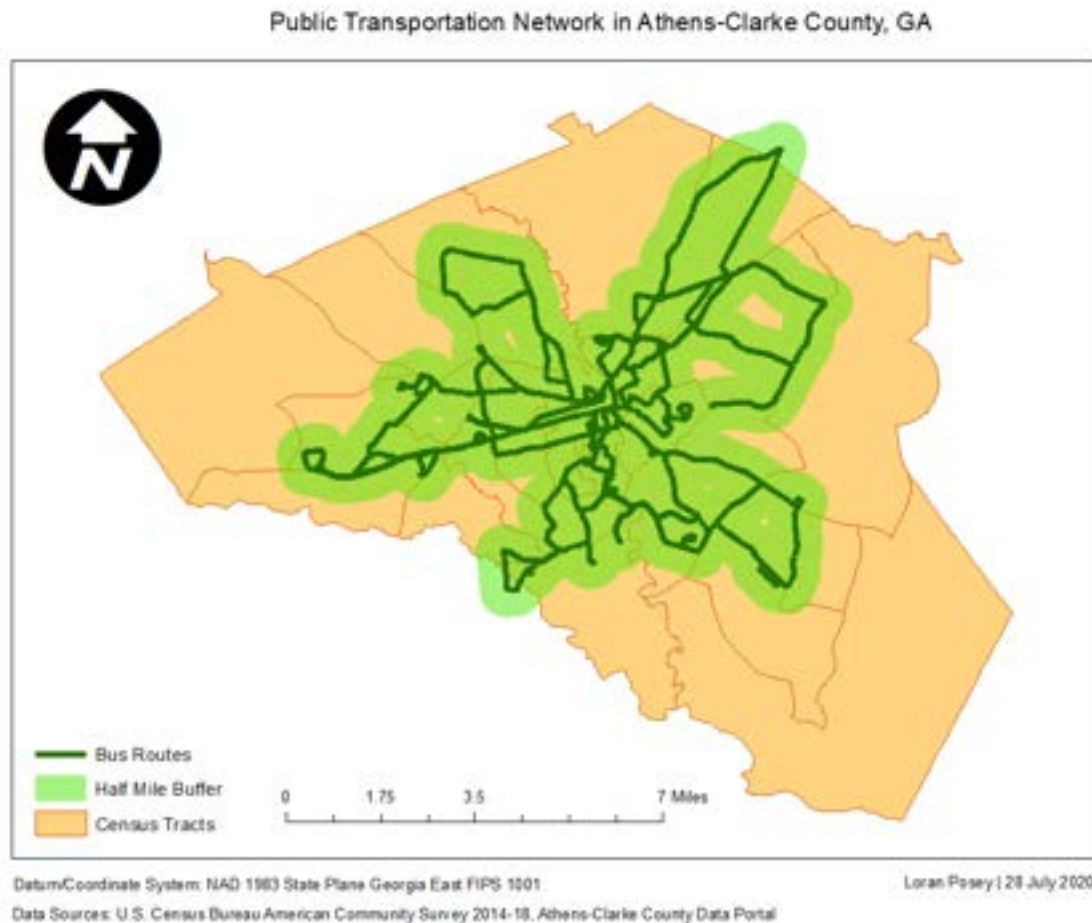 Public Transportation Network in Athens-Clarke County, GA
N
Bus Routes
Half Mile Buffer
Census Tracts
0 1.75 3.5 7 Miles
Datum/Coordinate System: NAD 1983 State Plane Georgia East FIPS 1001
Loran Posey | 28 July 2020
Data Sources: U.S. Census Bureau American Community Survey 2014-18, Athens-Clarke County Data Portal